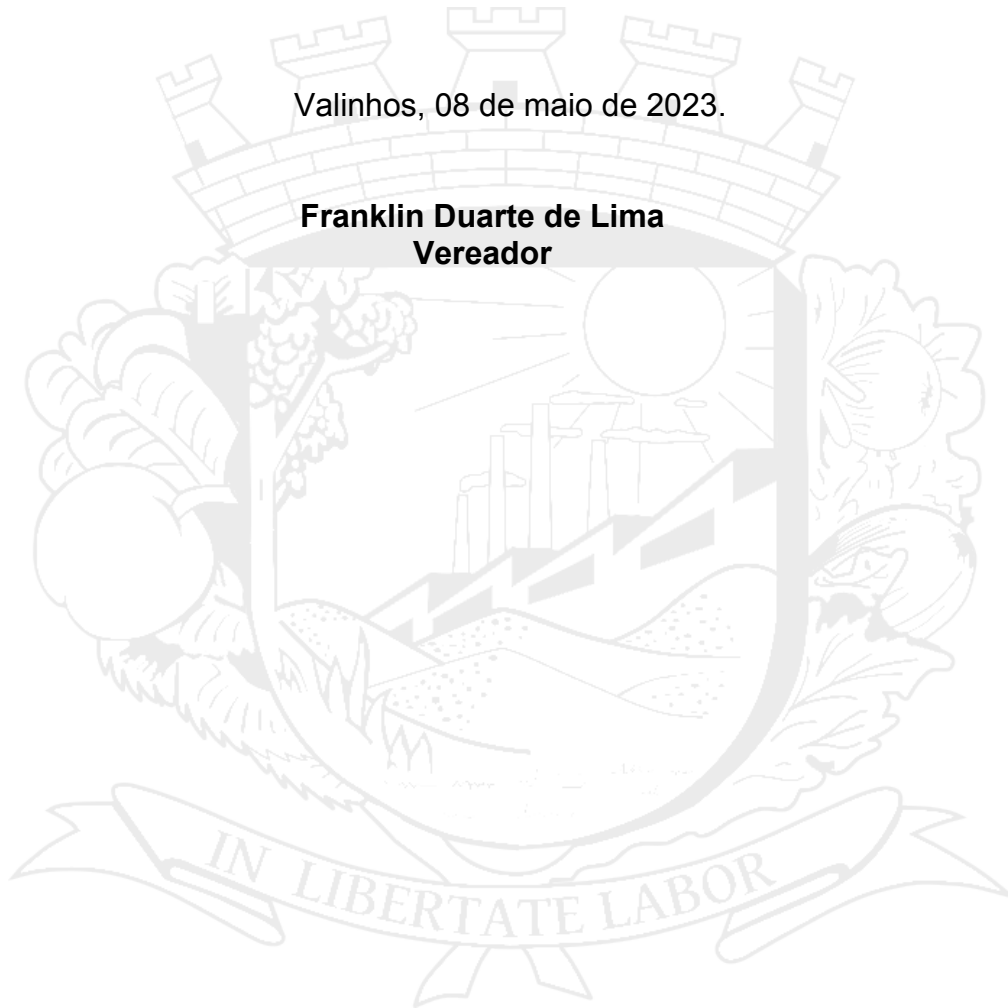 Valinhos, 08 de maio de 2023.
Franklin Duarte de Lima
Vereador
IN LIBERTATE LABOR